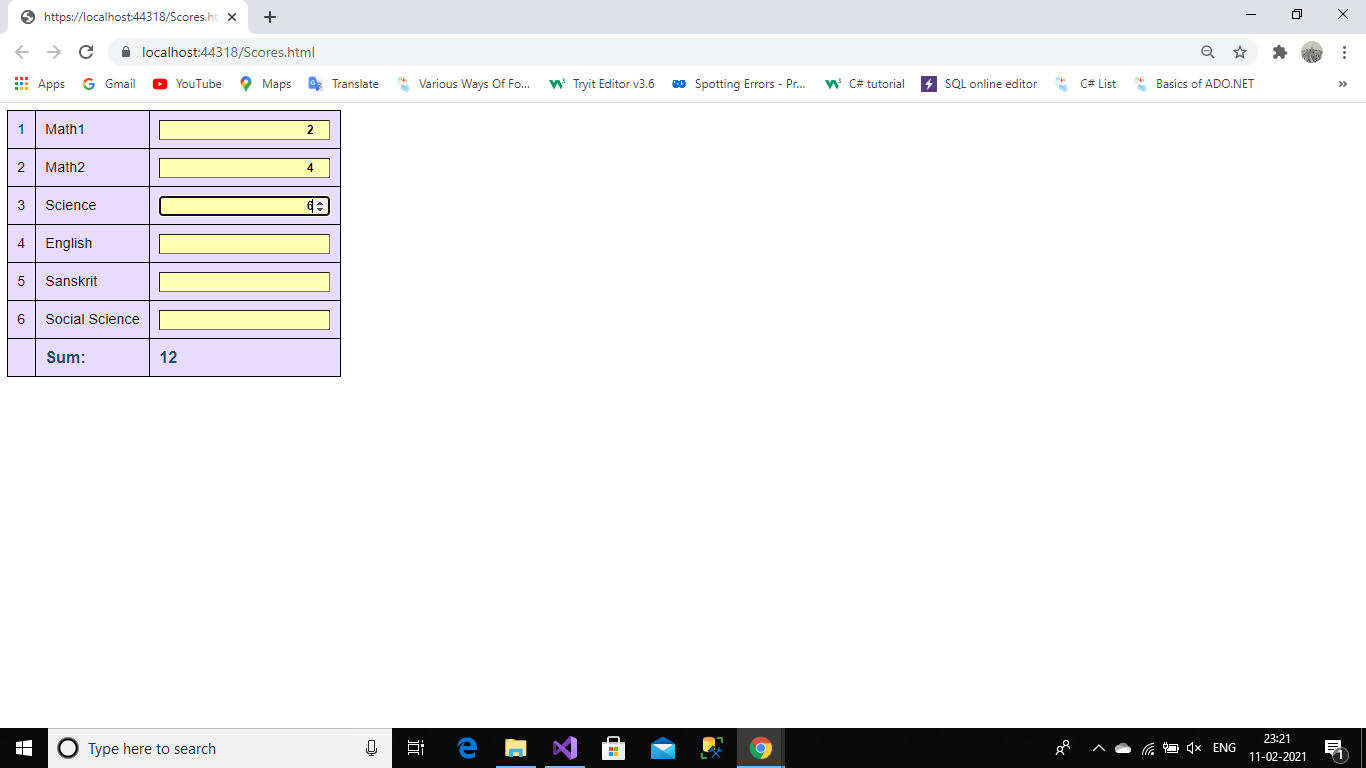 https://localhost:44318/Scores.ht
localhost:44318/Scores.html
Apps Gmail YouTube Maps Translate Various Ways Of Fo... Tryit Editor v3.6 Spotting Errors - Pr... C# tutorial SQL online editor C# List Basics of ADO.NET »
1 Math1 2
2 Math2 4
3 Science 6
4 English
5 Sanskrit
6 Social Science
Sum: 12
Type here to search
ENG
23:21
11-02-2021
1